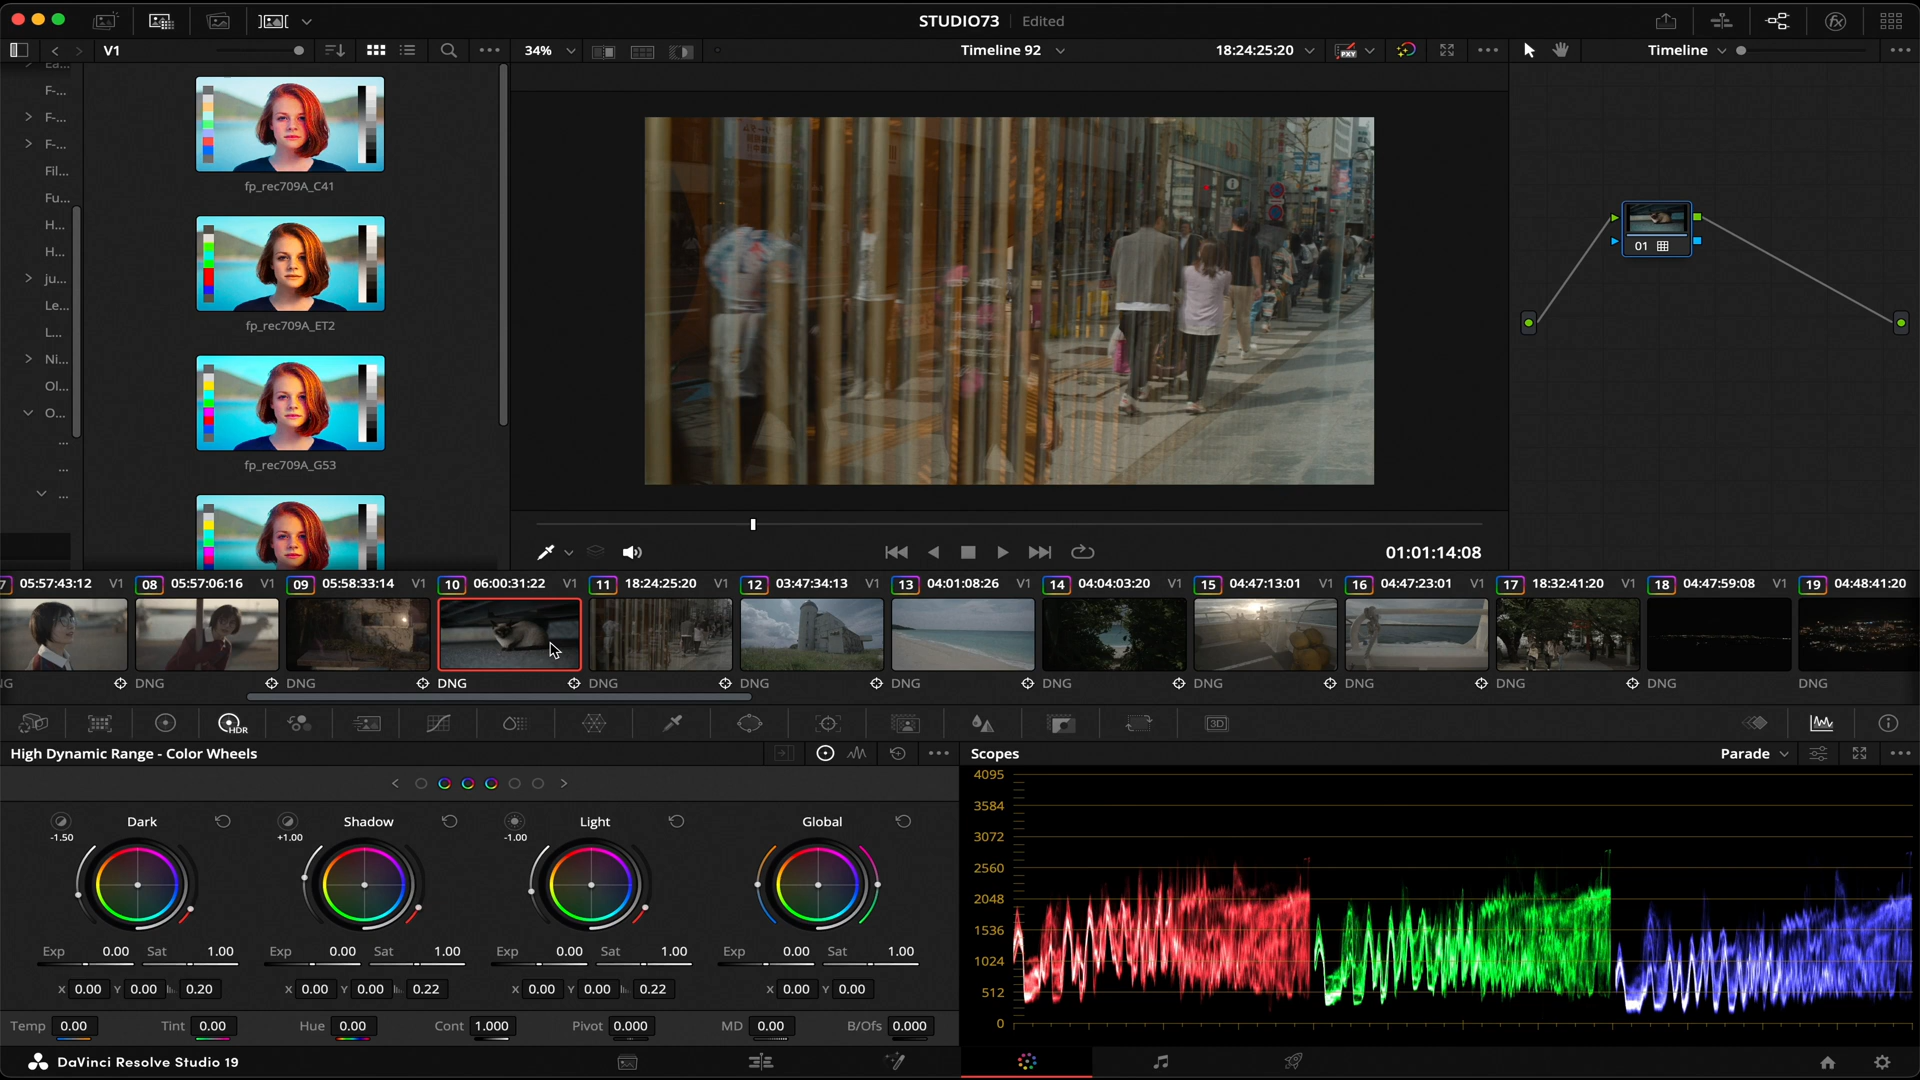 STUDIO73 Edited
V1
34%
Timeline 92
18:24:25:20
PXY
Timeline
fx
F-...
F-...
F-...
Fil...
Fu...
H...
H...
ju...
Le...
L...
Ni...
Ol...
O...
...
...
...
fp_rec709A_C41
fp_rec709A_ET2
fp_rec709A_G53
01
01:01:14:08
7 05:57:43:12 V1
08 05:57:06:16 V1
09 05:58:33:14 V1
10 06:00:31:22 V1
11 18:24:25:20 V1
12 03:47:34:13 V1
13 04:01:08:26 V1
14 04:04:03:20 V1
15 04:47:13:01 V1
16 04:47:23:01 V1
17 18:32:41:20 V1
18 04:47:59:08 V1
19 04:48:41:20
NG DNG DNG DNG DNG DNG DNG DNG DNG DNG DNG DNG DNG
HDR
3D
High Dynamic Range - Color Wheels
Scopes
Parade
Dark Shadow Light Global
-1.50 +1.00 -1.00
Exp 0.00 Sat 1.00 Exp 0.00 Sat 1.00 Exp 0.00 Sat 1.00 Exp 0.00 Sat 1.00
X 0.00 Y 0.00 0.20 X 0.00 Y 0.00 0.22 X 0.00 Y 0.00 0.22 X 0.00 Y 0.00
Temp 0.00 Tint 0.00 Hue 0.00 Cont 1.000 Pivot 0.000 MD 0.00 B/Ofs 0.000
4095
3584
3072
2560
2048
1536
1024
512
0
DaVinci Resolve Studio 19